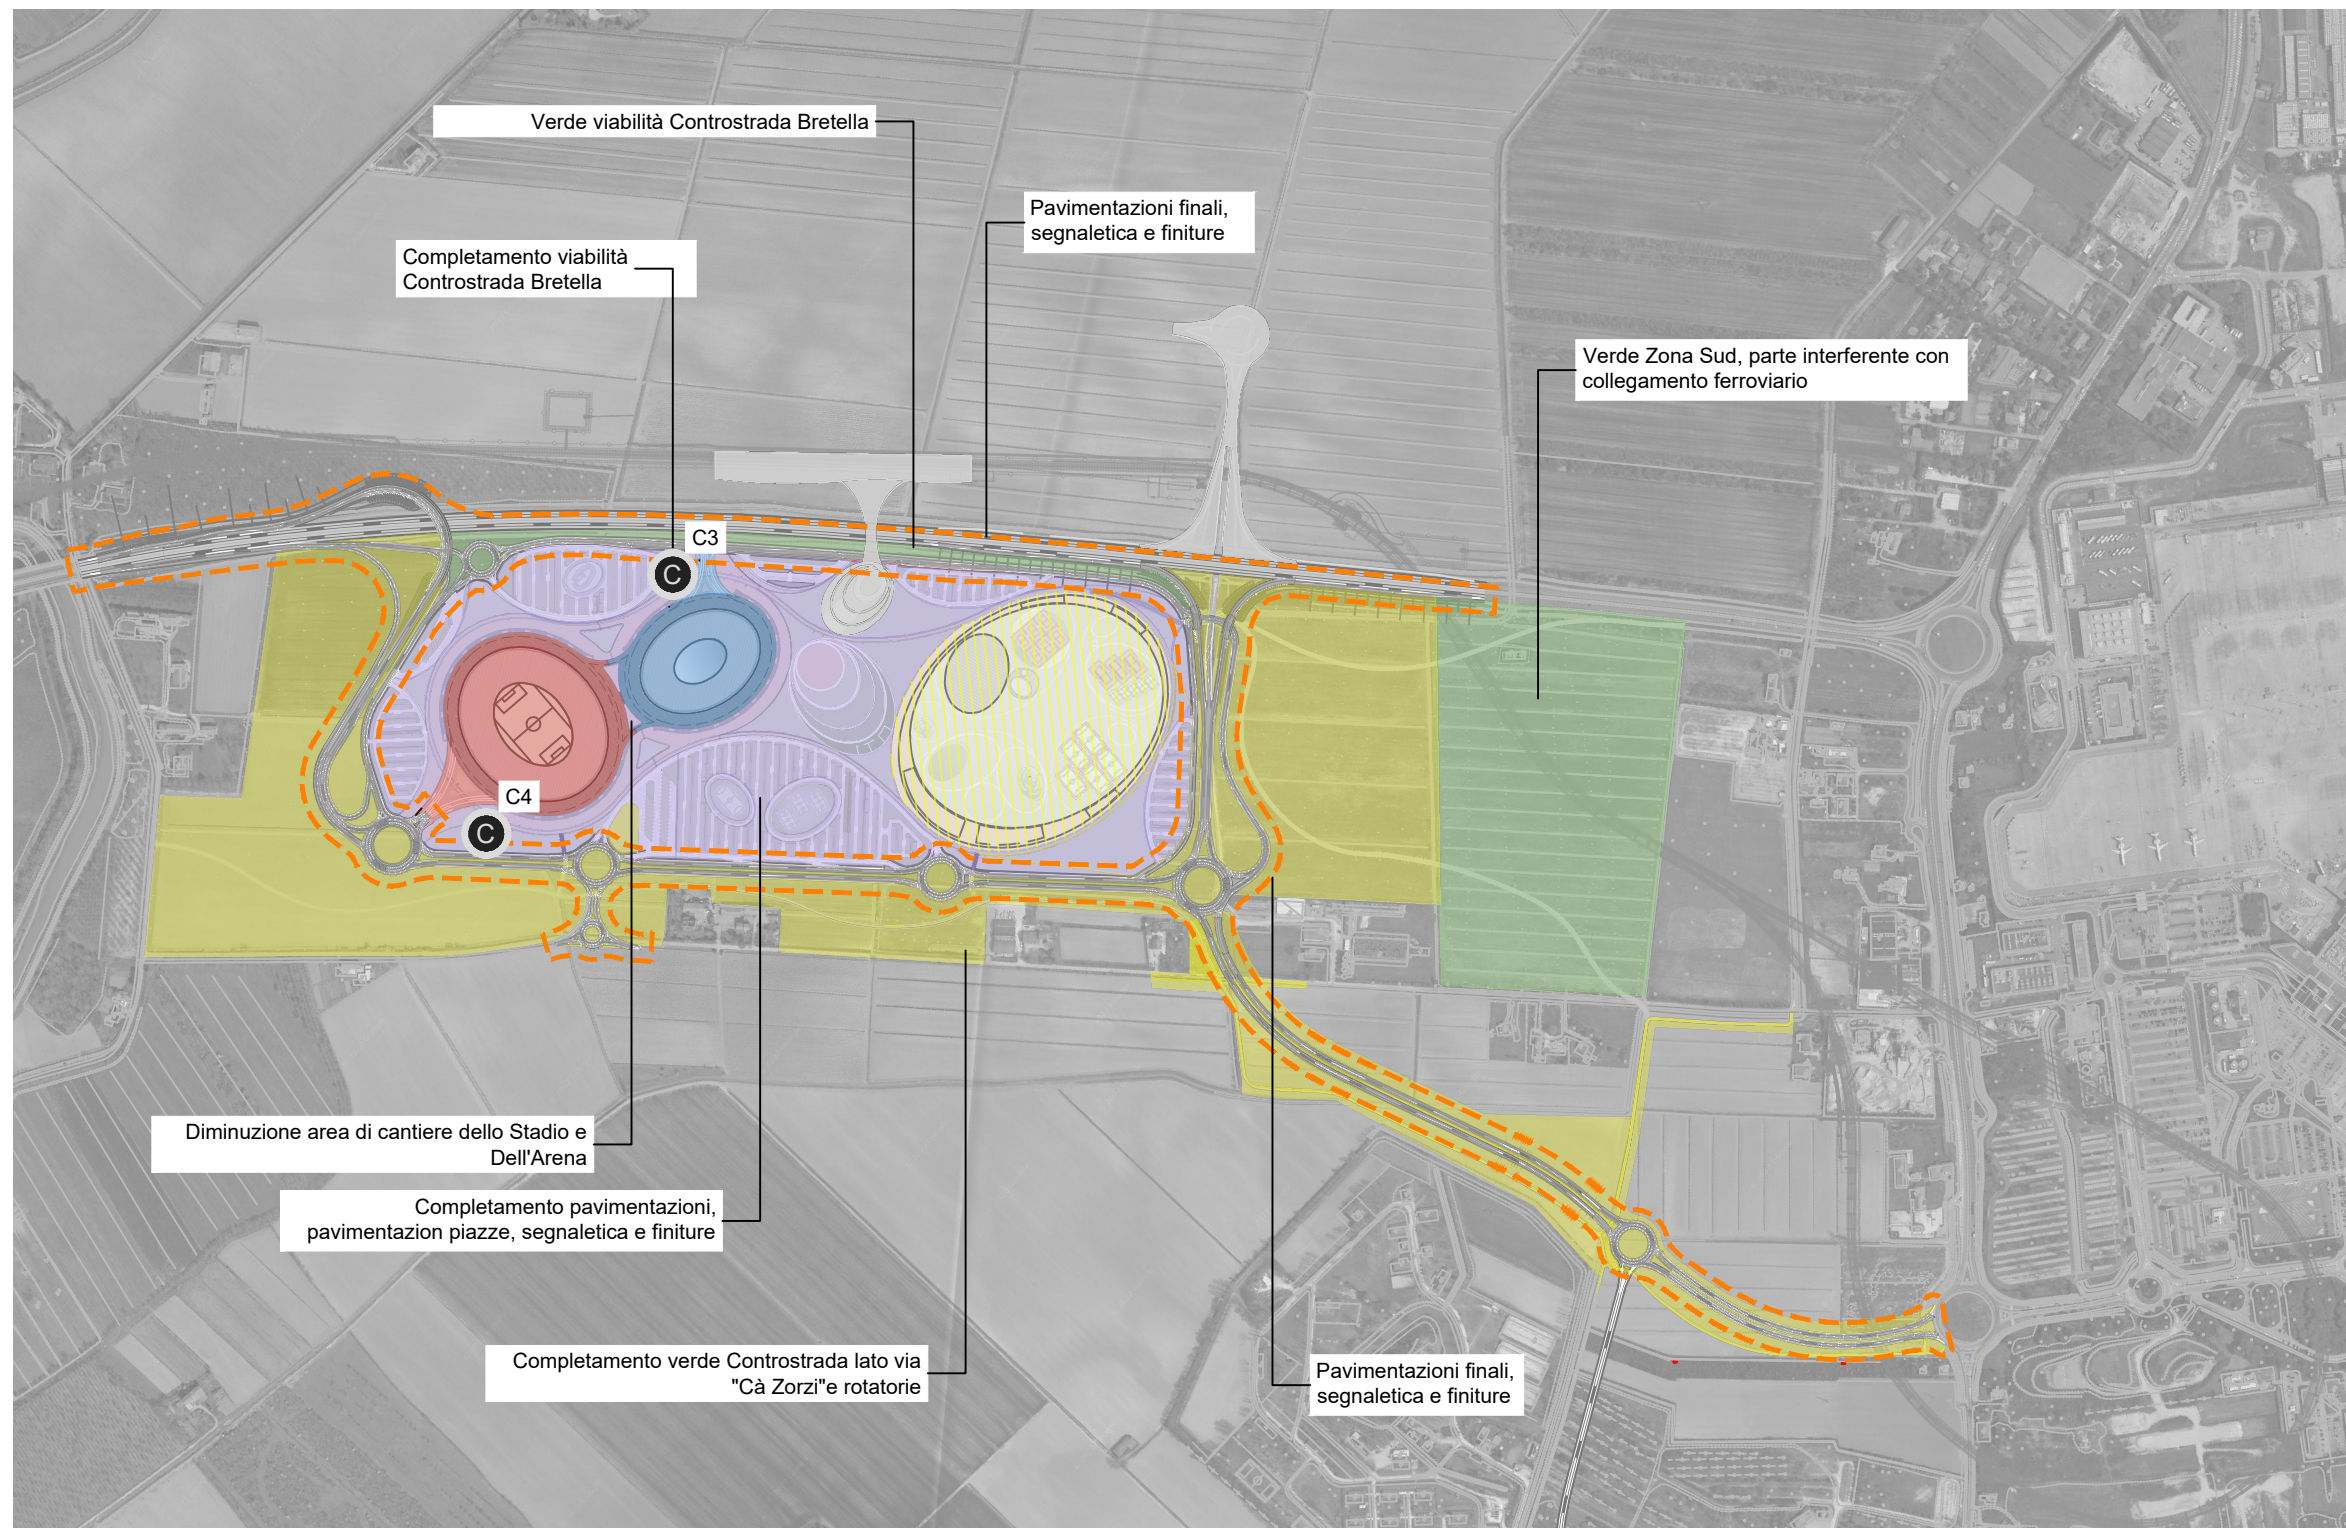 Verde viabilità Controstrada Bretella
Pavimentazioni finali,
segnaletica e finiture
Completamento viabilità
Controstrada Bretella
Verde Zona Sud, parte interferente con
collegamento ferroviario
C3
C
C4
C
Diminuzione area di cantiere dello Stadio e
Dell'Arena
Completamento pavimentazioni,
pavimentazion piazze, segnaletica e finiture
Completamento verde Controstrada lato via
"Cà Zorzi"e rotatorie
Pavimentazioni finali,
segnaletica e finiture